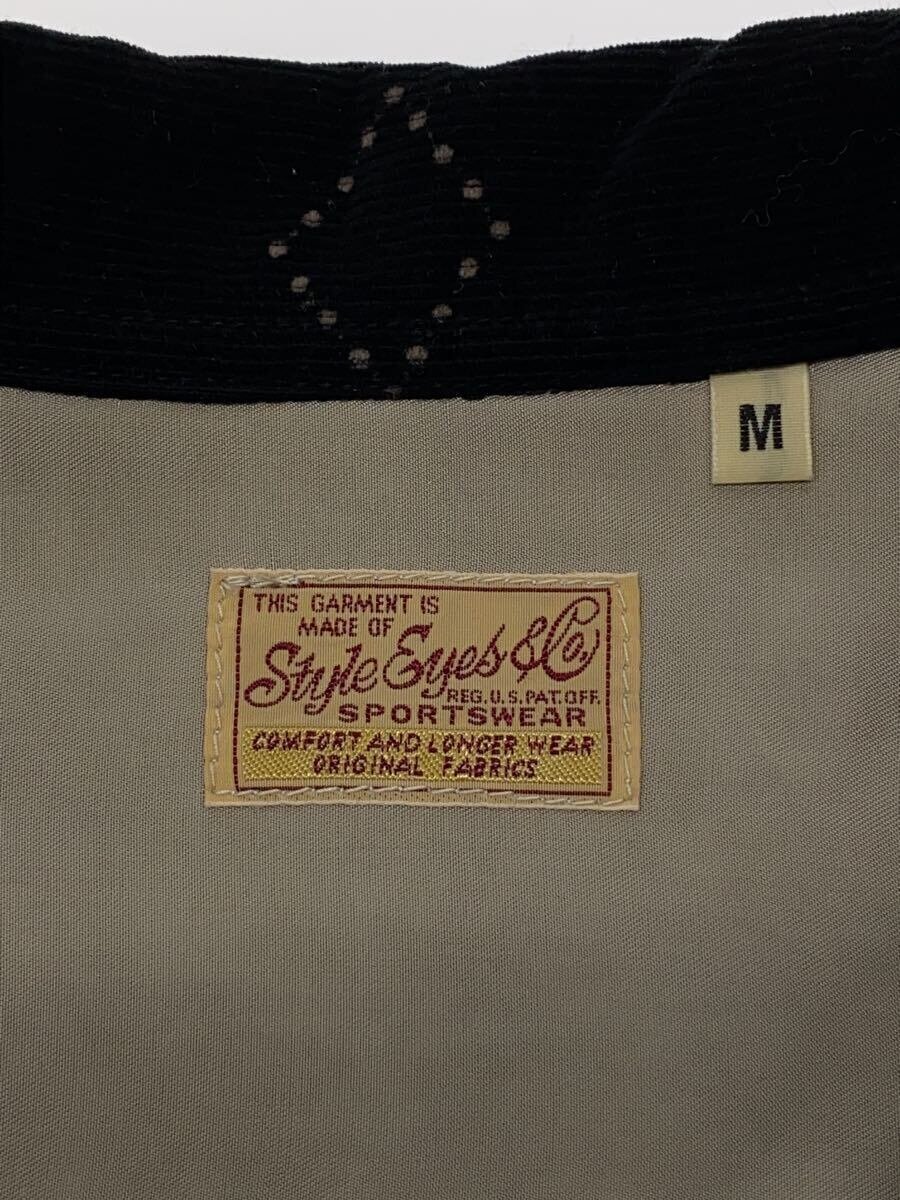 M
THIS GARMENT IS
MADE OF
Style Eyes & Co.
REG. U.S. PAT. OFF.
SPORTSWEAR
COMFORT AND LONGER WEAR
ORIGINAL FABRICS